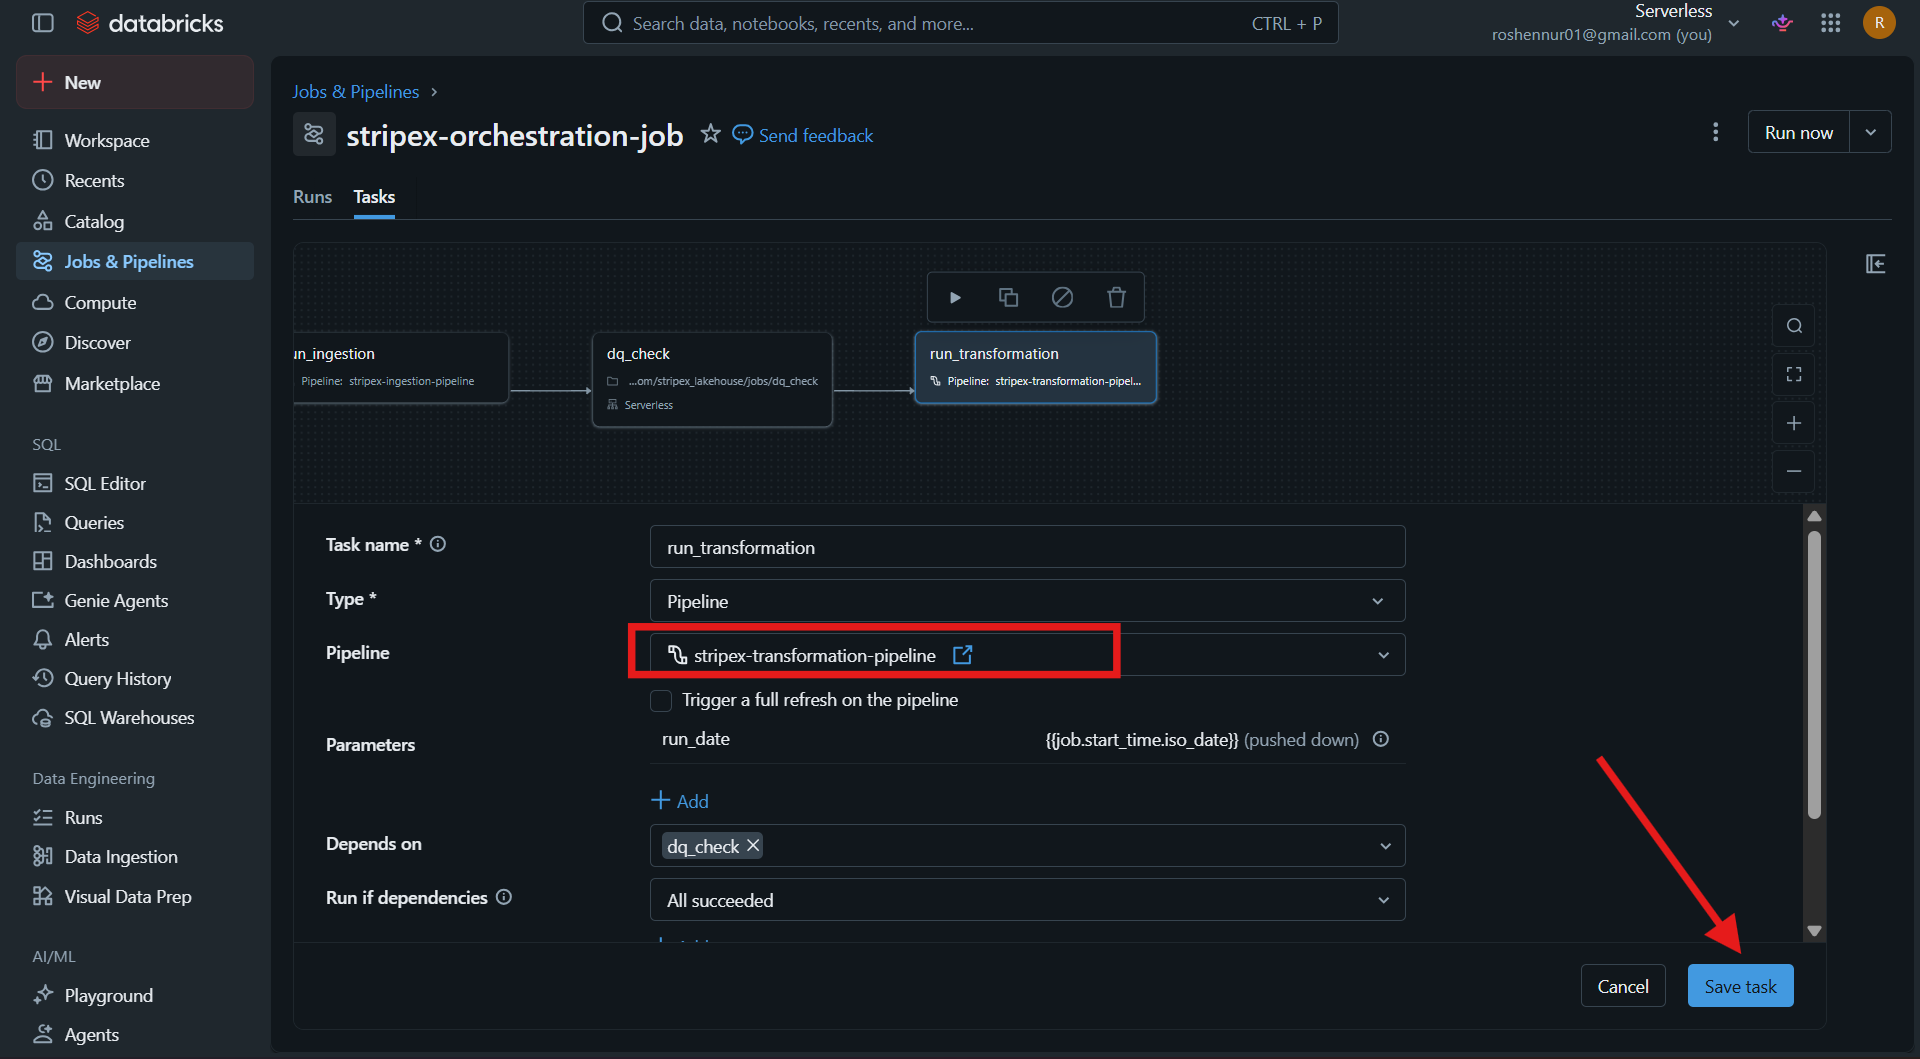 databricks
Search data, notebooks, recents, and more...
CTRL + P
Serverless
roshennur01@gmail.com (you)
R
New
Workspace
Recents
Catalog
Jobs & Pipelines
Compute
Discover
Marketplace
SQL
SQL Editor
Queries
Dashboards
Genie Agents
Alerts
Query History
SQL Warehouses
Data Engineering
Runs
Data Ingestion
Visual Data Prep
AI/ML
Playground
Agents
Jobs & Pipelines ›
stripex-orchestration-job
Send feedback
Run now
Runs
Tasks
un_ingestion
Pipeline: stripex-ingestion-pipeline
dq_check
...om/stripex_lakehouse/jobs/dq_check
Serverless
run_transformation
Pipeline: stripex-transformation-pipel...
Task name *
run_transformation
Type *
Pipeline
Pipeline
stripex-transformation-pipeline
Trigger a full refresh on the pipeline
Parameters
run_date
{{job.start_time.iso_date}} (pushed down)
+ Add
Depends on
dq_check
Run if dependencies
All succeeded
Cancel
Save task